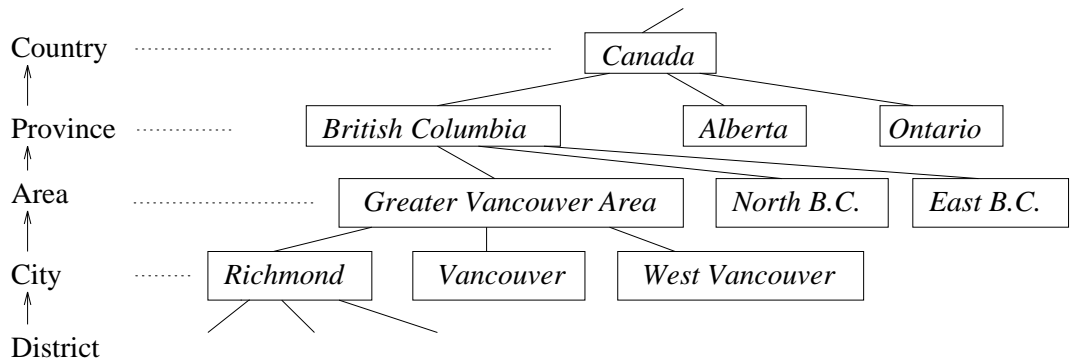 Country
Canada
Province
British Columbia
Alberta
Ontario
Area
Greater Vancouver Area
North B.C.
East B.C.
City
Richmond
Vancouver
West Vancouver
District